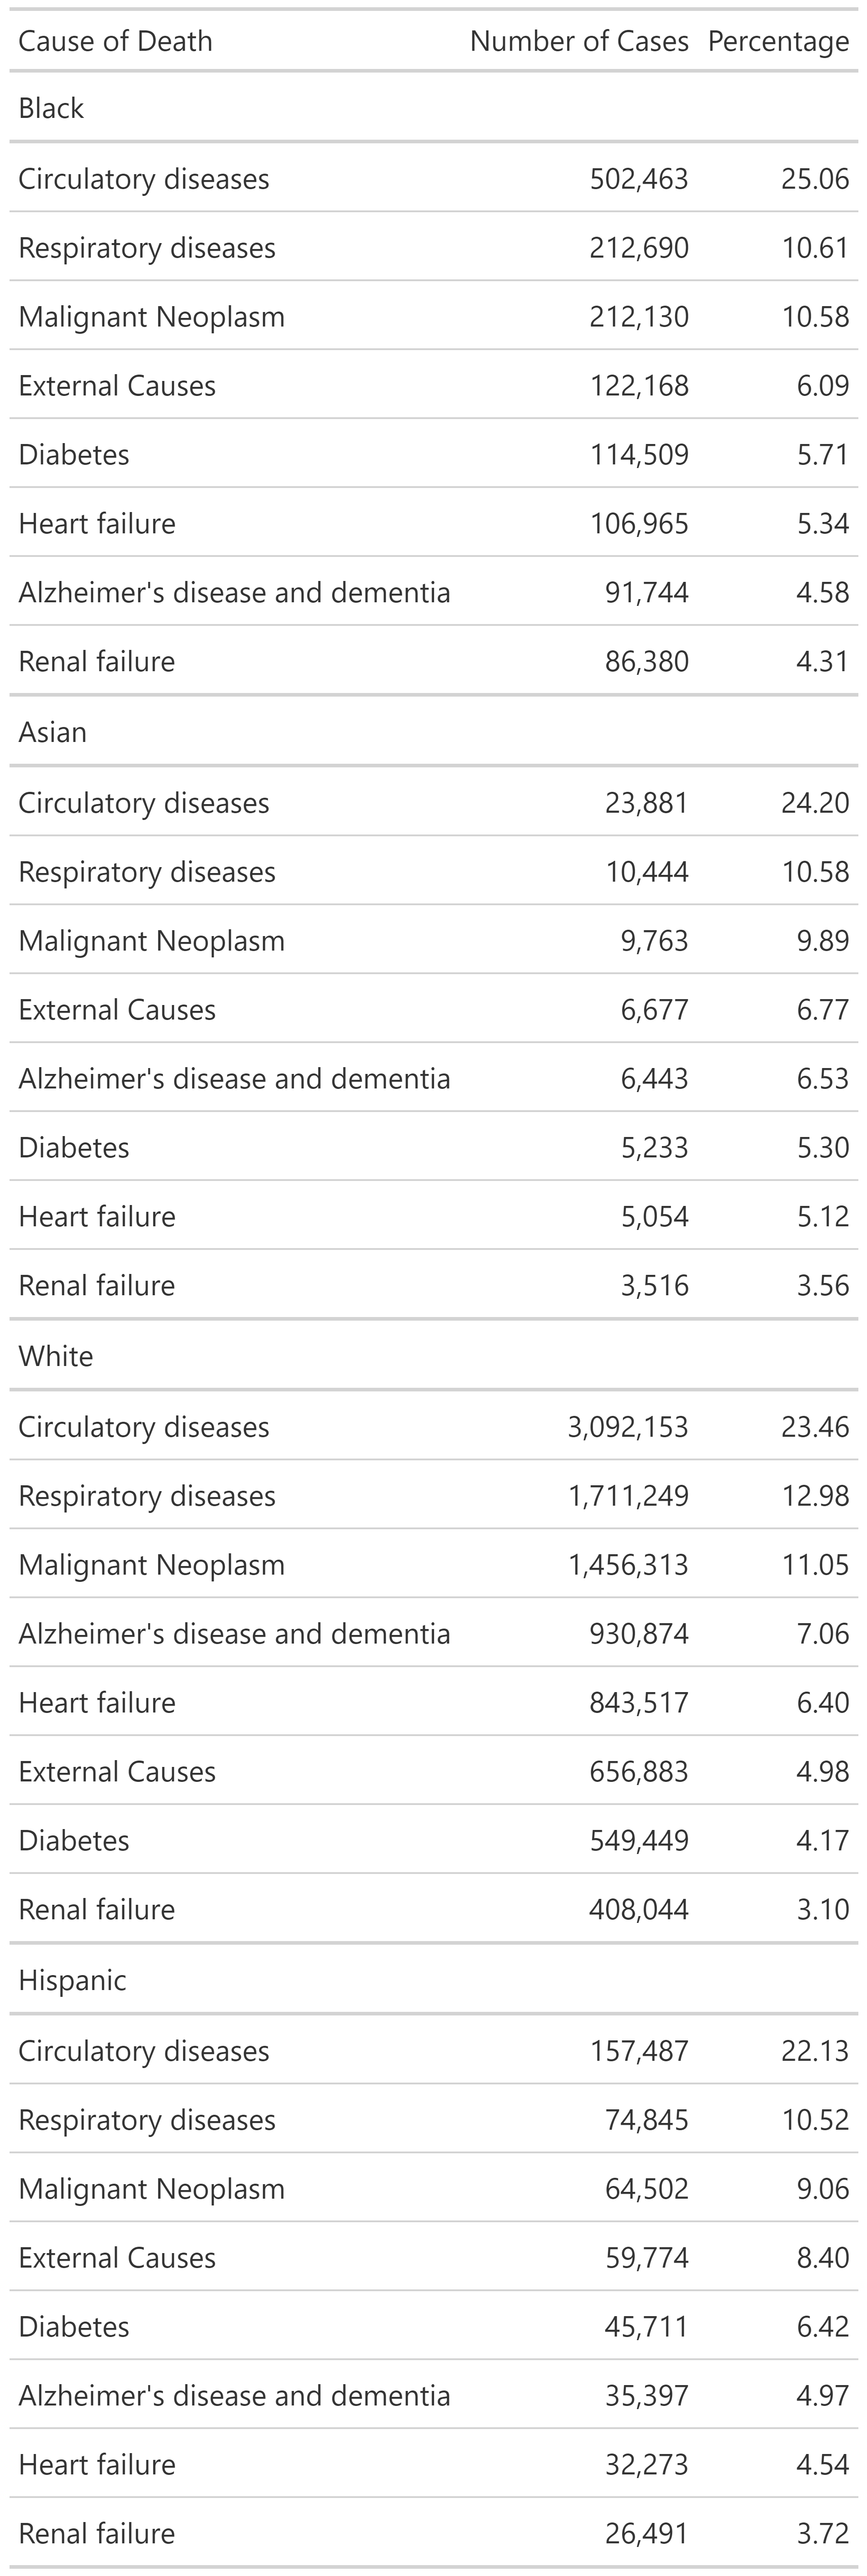 Cause of Death Number of Cases Percentage
Black
Circulatory diseases 502,463 25.06
Respiratory diseases 212,690 10.61
Malignant Neoplasm 212,130 10.58
External Causes 122,168 6.09
Diabetes 114,509 5.71
Heart failure 106,965 5.34
Alzheimer's disease and dementia 91,744 4.58
Renal failure 86,380 4.31
Asian
Circulatory diseases 23,881 24.20
Respiratory diseases 10,444 10.58
Malignant Neoplasm 9,763 9.89
External Causes 6,677 6.77
Alzheimer's disease and dementia 6,443 6.53
Diabetes 5,233 5.30
Heart failure 5,054 5.12
Renal failure 3,516 3.56
White
Circulatory diseases 3,092,153 23.46
Respiratory diseases 1,711,249 12.98
Malignant Neoplasm 1,456,313 11.05
Alzheimer's disease and dementia 930,874 7.06
Heart failure 843,517 6.40
External Causes 656,883 4.98
Diabetes 549,449 4.17
Renal failure 408,044 3.10
Hispanic
Circulatory diseases 157,487 22.13
Respiratory diseases 74,845 10.52
Malignant Neoplasm 64,502 9.06
External Causes 59,774 8.40
Diabetes 45,711 6.42
Alzheimer's disease and dementia 35,397 4.97
Heart failure 32,273 4.54
Renal failure 26,491 3.72